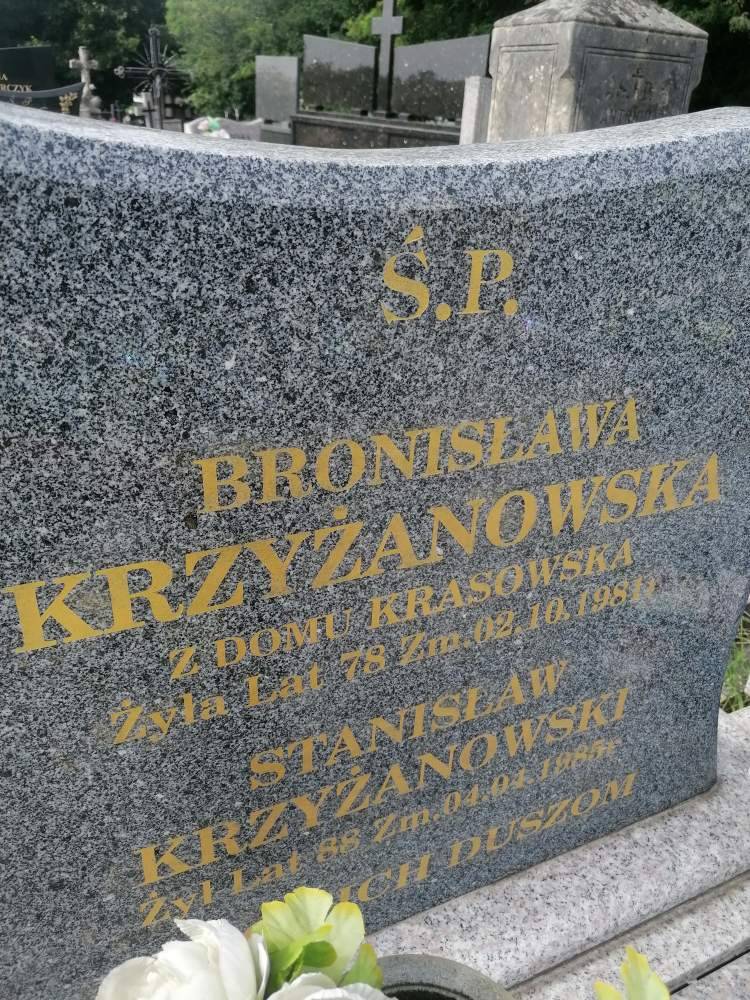 Ś.P.
BRONISŁAWA
KRZYŻANOWSKA
Z DOMU KRASOWSKA
Żyła Lat 78 Zm.02.10.1981r
STANISŁAW
KRZYŻANOWSKI
Żył Lat 88 Zm.04.04.1985r
ICH DUSZOM